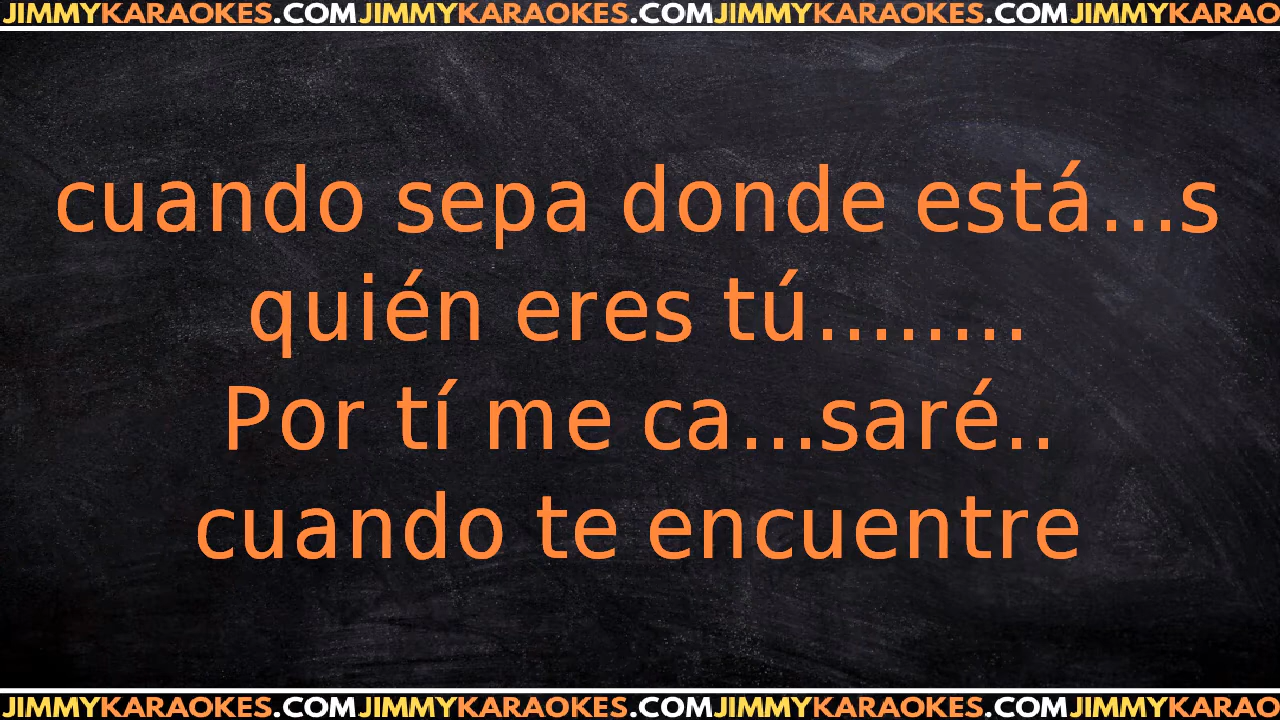 JIMMYKARAOKES.COMJIMMYKARAOKES.COMJIMMYKARAOKES.COMJIMMYKARAO
cuando sepa donde está...s
quién eres tú........
Por tí me ca...saré..
cuando te encuentre
JIMMYKARAOKES.COMJIMMYKARAOKES.COMJIMMYKARAOKES.COMJIMMYKARAO